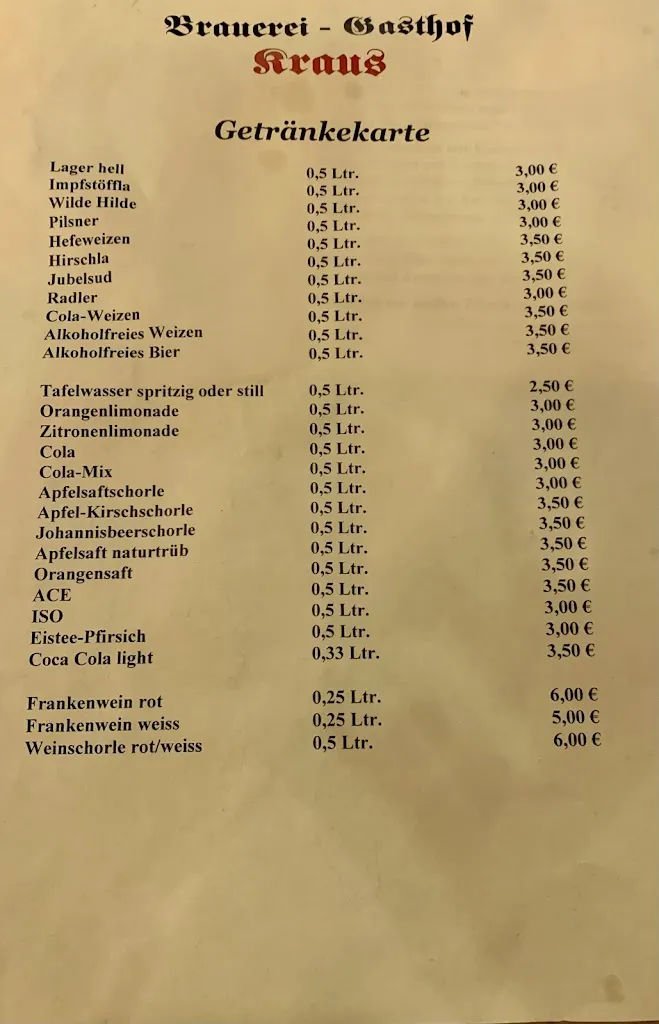 Brauerei - Gasthof
Kraus
Getränkekarte
Lager hell 0,5 Ltr. 3,00 €
Impfstöffla 0,5 Ltr. 3,00 €
Wilde Hilde 0,5 Ltr. 3,00 €
Pilsner 0,5 Ltr. 3,00 €
Hefeweizen 0,5 Ltr. 3,50 €
Hirschla 0,5 Ltr. 3,50 €
Jubelsud 0,5 Ltr. 3,50 €
Radler 0,5 Ltr. 3,00 €
Cola-Weizen 0,5 Ltr. 3,50 €
Alkoholfreies Weizen 0,5 Ltr. 3,50 €
Alkoholfreies Bier 0,5 Ltr. 3,50 €
Tafelwasser spritzig oder still 0,5 Ltr. 2,50 €
Orangenlimonade 0,5 Ltr. 3,00 €
Zitronenlimonade 0,5 Ltr. 3,00 €
Cola 0,5 Ltr. 3,00 €
Cola-Mix 0,5 Ltr. 3,00 €
Apfelsaftschorle 0,5 Ltr. 3,00 €
Apfel-Kirschschorle 0,5 Ltr. 3,50 €
Johannisbeerschorle 0,5 Ltr. 3,50 €
Apfelsaft naturtrüb 0,5 Ltr. 3,50 €
Orangensaft 0,5 Ltr. 3,50 €
ACE 0,5 Ltr. 3,50 €
ISO 0,5 Ltr. 3,00 €
Eistee-Pfirsich 0,5 Ltr. 3,00 €
Coca Cola light 0,33 Ltr. 3,50 €
Frankenwein rot 0,25 Ltr. 6,00 €
Frankenwein weiss 0,25 Ltr. 5,00 €
Weinschorle rot/weiss 0,5 Ltr. 6,00 €